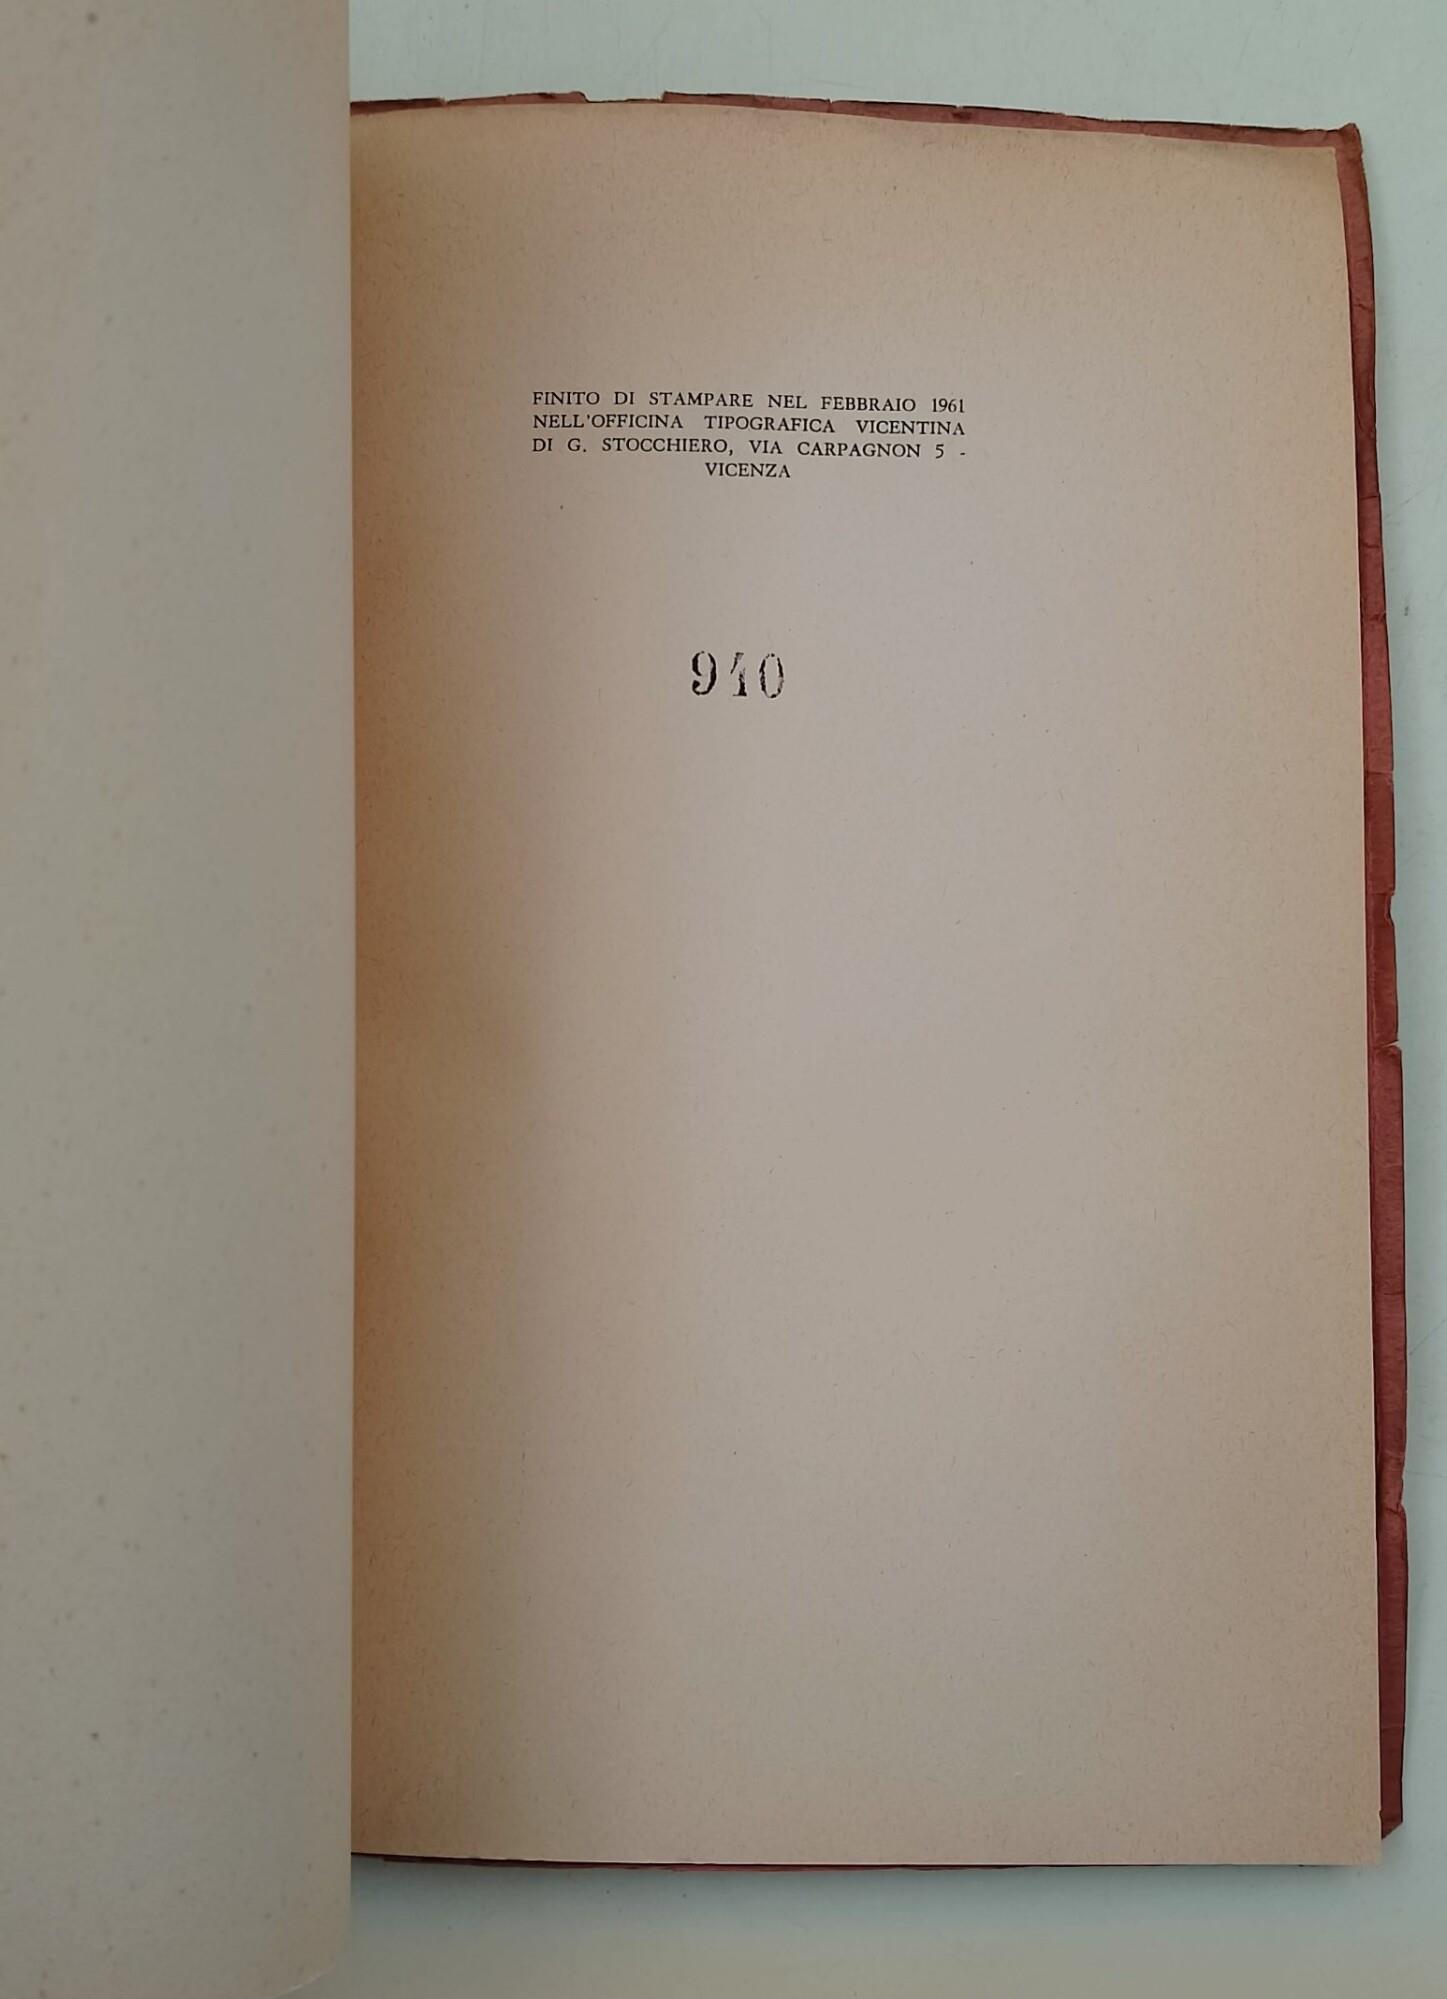 FINITO DI STAMPARE NEL FEBBRAIO 1961
NELL'OFFICINA TIPOGRAFICA VICENTINA
DI G. STOCCHIERO, VIA CARPAGNON 5 -
VICENZA
940